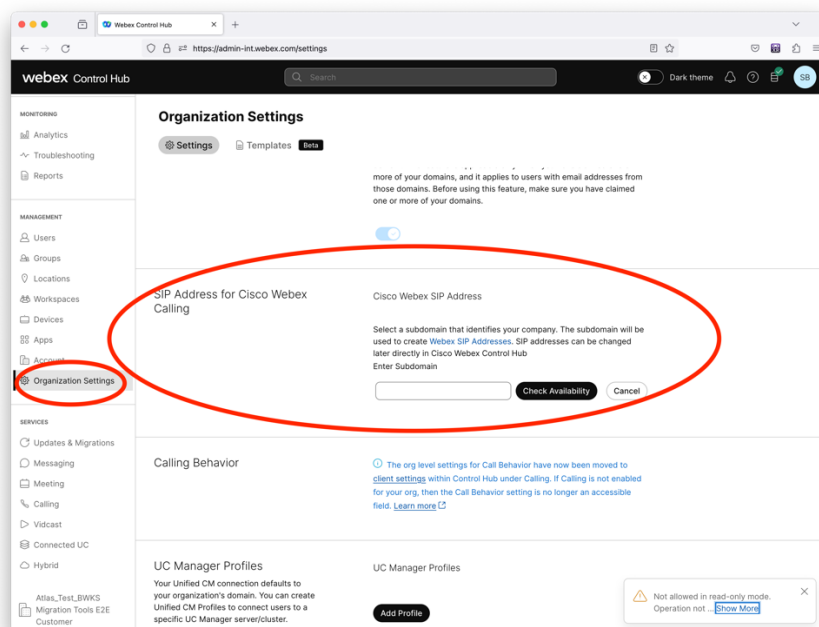 Webex Control Hub
https://admin-int.webex.com/settings
webex Control Hub
Search
Dark theme
SB
MONITORING
Analytics
Troubleshooting
Reports
MANAGEMENT
Users
Groups
Locations
Workspaces
Devices
Apps
Account
Organization Settings
SERVICES
Updates & Migrations
Messaging
Meeting
Calling
Vidcast
Connected UC
Hybrid
Atlas_Test_BWKS
Migration Tools E2E
Customer
Organization Settings
Settings
Templates
Beta
more of your domains, and it applies to users with email addresses from
those domains. Before using this feature, make sure you have claimed
one or more of your domains.
SIP Address for Cisco Webex
Calling
Cisco Webex SIP Address
Select a subdomain that identifies your company. The subdomain will be
used to create Webex SIP Addresses. SIP addresses can be changed
later directly in Cisco Webex Control Hub
Enter Subdomain
Check Availability
Cancel
Calling Behavior
The org level settings for Call Behavior have now been moved to
client settings within Control Hub under Calling. If Calling is not enabled
for your org, then the Call Behavior setting is no longer an accessible
field. Learn more
UC Manager Profiles
Your Unified CM connection defaults to
your organization's domain. You can create
Unified CM Profiles to connect users to a
specific UC Manager server/cluster.
UC Manager Profiles
Add Profile
Not allowed in read-only mode.
Operation not ... Show More